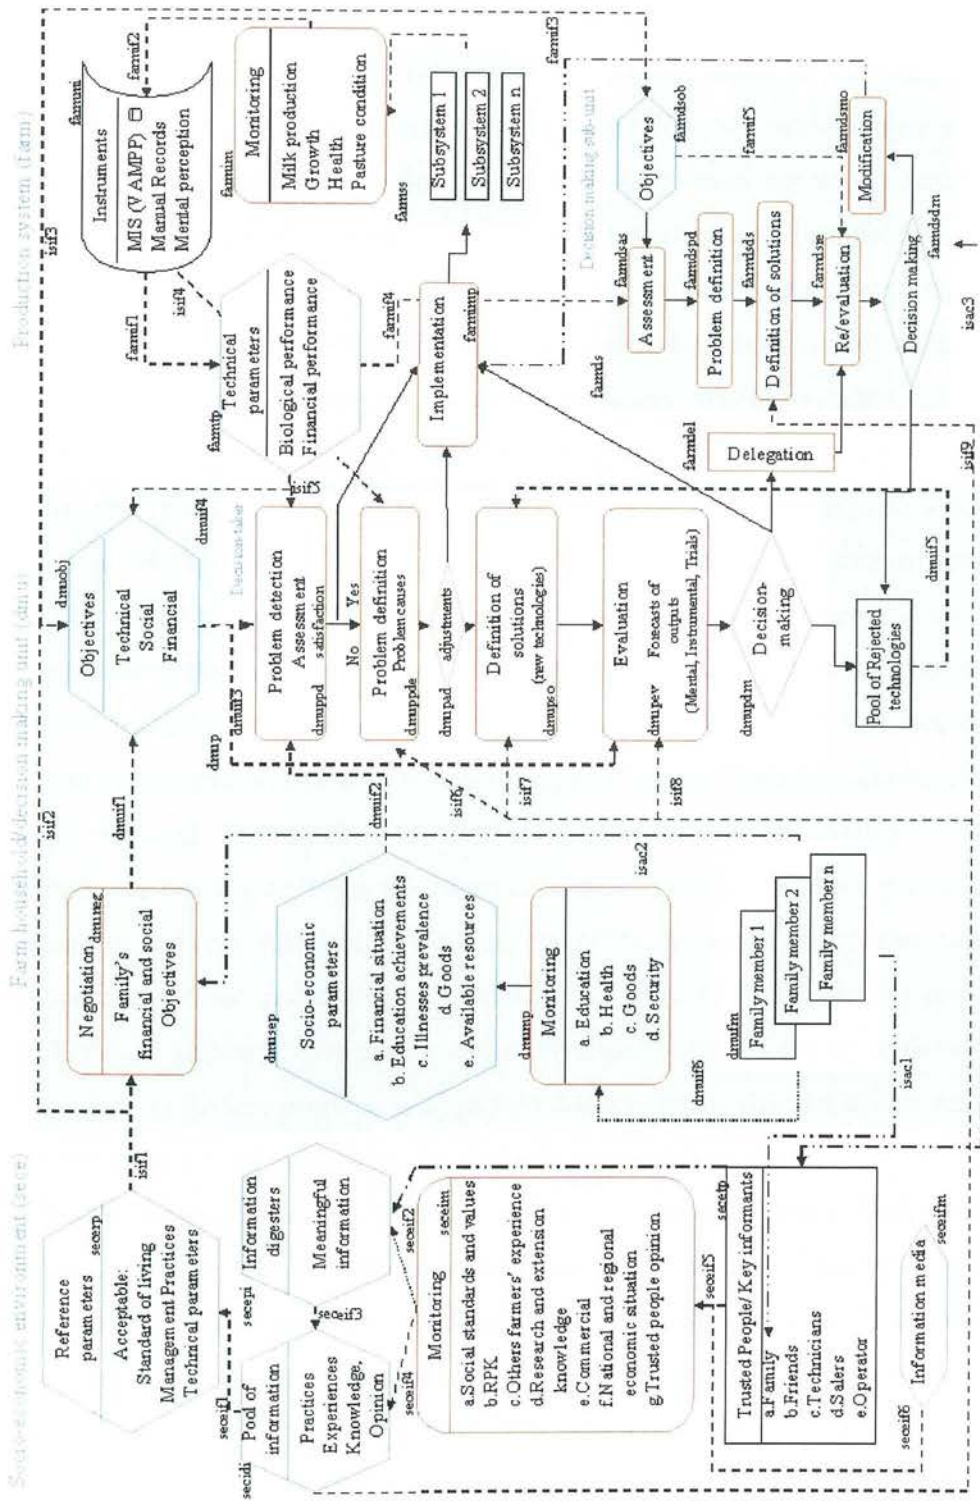 Socio-economic environment (sece)
Farm household/decision making unit (dmu)
Production system (farm)
Reference
parameters
secerp
Acceptable:
Standard of living
Management Practices
Technical parameters
isif1
seceif1
secidi
Pool of
information
Practices
Experiences
Knowledge,
Opinion
secepi
Information
digesters
Meaningful
information
seceif3
seceif4
seceif2
Monitoring
seceim
a.Social standards and values
b.RPK
c. Others farmers' experience
d.Research and extension
knowledge
e.Commercial
f.National and regional
economic situation
g.Trusted people opinion
seceif5
secetp
Trusted People/ Key informants
a.Family
b.Friends
c.Technicians
d.Salers
e.Operator
seceif6
Information media
seceifm
isif2
isif3
Negotiation
dmuneg
Family's
financial and social
Objectives
dmuif1
dmusep
Socio-economic
parameters
a. Financial situation
b. Education achievements
c. Illnesses prevalence
d. Goods
e. Available resources
dmuif2
dmump
Monitoring
a. Education
b. Health
c. Goods
d. Security
isac2
dmuif6
dmufm
Family member 1
Family member 2
Family member n
isac1
dmuobj
Objectives
Technical
Social
Financial
dmuif4
isif5
dmuif3
dmup
Decision-taker
Problem detection
Assessment
satisfaction
dmuppd
No
Yes
Problem definition
Problem causes
dmuppde
isif6
adjustments
dmupad
Definition of
solutions
(new technologies)
dmupso
isif7
Evaluation
Forecasts of
outputs
(Mental, Instrumental, Trials)
dmupev
isif8
Decision-
making
dmupdm
Pool of Rejected
technologies
dmuif5
farmmi
Instruments
MIS (V AMPP)
Manual Records
Mental perception
farmif2
farmif1
isif4
farmim
Monitoring
Milk production
Growth
Health
Pasture condition
farmtp
Technical
parameters
Biological performance
Financial performance
farmif4
farmss
Subsystem 1
Subsystem 2
Subsystem n
Implementation
farmimp
farmif3
Decision making sub-unit
farmds
Objectives
farmdsob
farmif5
Assessment
farmdsas
Problem definition
farmdspd
Definition of solutions
farmdsds
Re/evaluation
farmdsre
Modification
farmdsmo
Decision making
farmdsdm
farmdel
Delegation
isif9
isac3